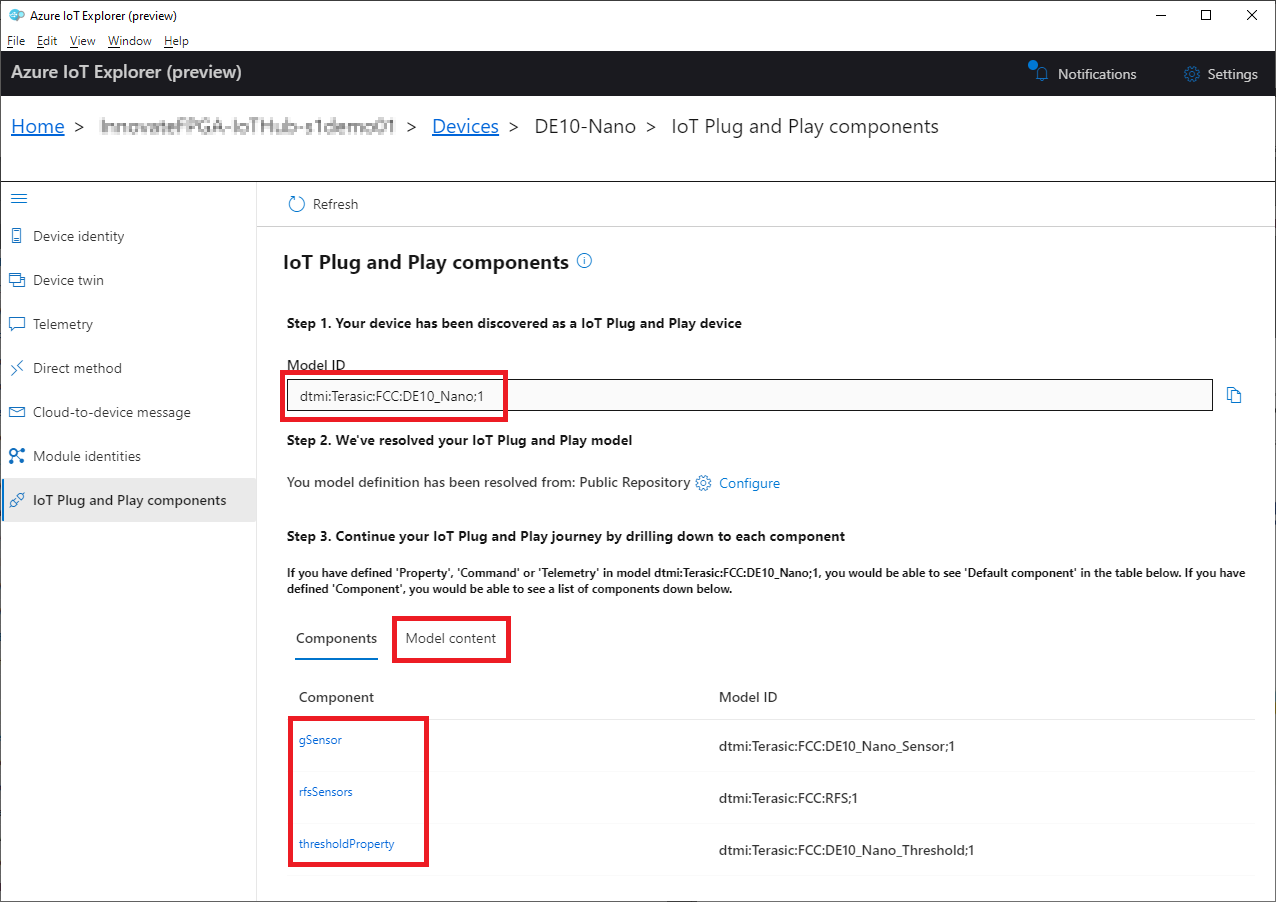 Azure IoT Explorer (preview)
File Edit View Window Help
Azure IoT Explorer (preview)
Notifications
Settings
Home > InnovateFPGA-IoTHub-s1demo01 > Devices > DE10-Nano > IoT Plug and Play components
Refresh
Device identity
Device twin
Telemetry
Direct method
Cloud-to-device message
Module identities
IoT Plug and Play components
IoT Plug and Play components
Step 1. Your device has been discovered as a IoT Plug and Play device
Model ID
dtmi:Terasic:FCC:DE10_Nano;1
Step 2. We've resolved your IoT Plug and Play model
You model definition has been resolved from: Public Repository Configure
Step 3. Continue your IoT Plug and Play journey by drilling down to each component
If you have defined 'Property', 'Command' or 'Telemetry' in model dtmi:Terasic:FCC:DE10_Nano;1, you would be able to see 'Default component' in the table below. If you have
defined 'Component', you would be able to see a list of components down below.
Components Model content
Component Model ID
gSensor dtmi:Terasic:FCC:DE10_Nano_Sensor;1
rfsSensors dtmi:Terasic:FCC:RFS;1
thresholdProperty dtmi:Terasic:FCC:DE10_Nano_Threshold;1